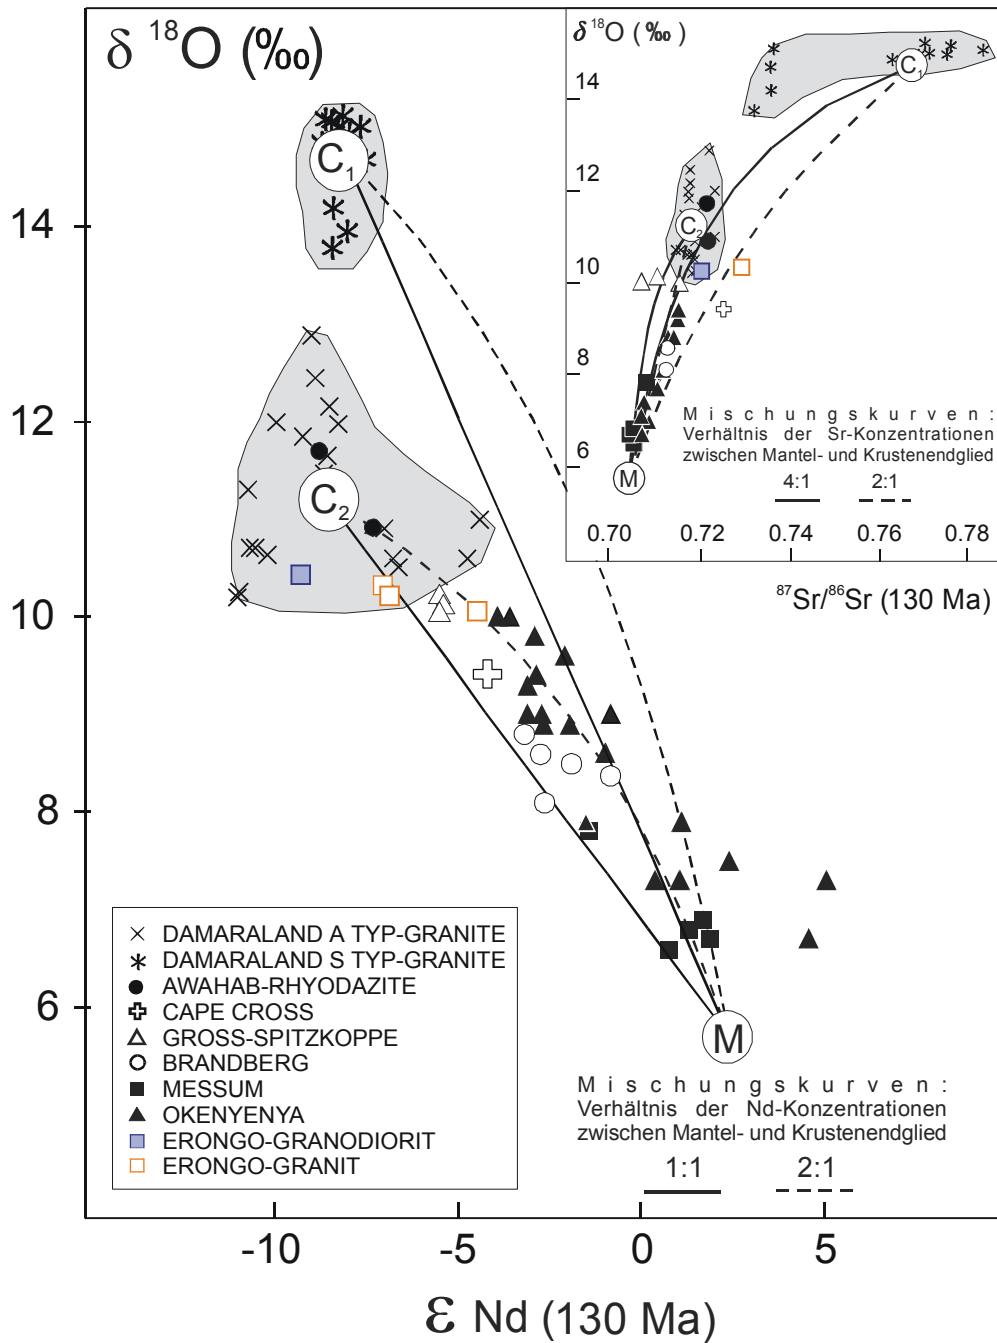 δ 18O (‰)
δ 18O (‰)
14
12
10
8
6
C1
C2
M
Mischungskurven:
Verhältnis der Sr-Konzentrationen
zwischen Mantel- und Krustenendglied
4:1 2:1
0.70 0.72 0.74 0.76 0.78
87Sr/86Sr (130 Ma)
14
12
10
8
6
C1
C2
M
DAMARALAND A TYP-GRANITE
DAMARALAND S TYP-GRANITE
AWAHAB-RHYODAZITE
CAPE CROSS
GROSS-SPITZKOPPE
BRANDBERG
MESSUM
OKENYENYA
ERONGO-GRANODIORIT
ERONGO-GRANIT
Mischungskurven:
Verhältnis der Nd-Konzentrationen
zwischen Mantel- und Krustenendglied
1:1 2:1
-10 -5 0 5
ε Nd (130 Ma)